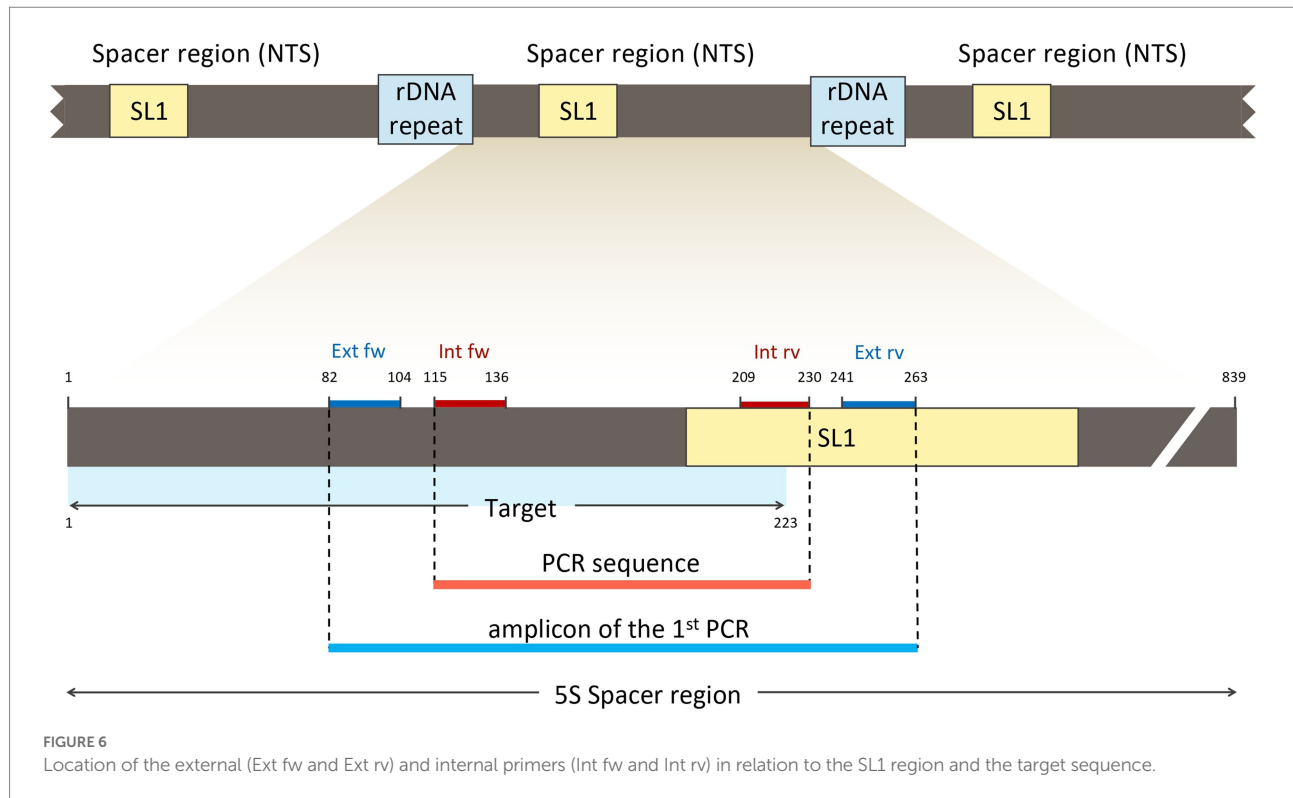 Spacer region (NTS) Spacer region (NTS) Spacer region (NTS)
SL1 rDNA repeat SL1 rDNA repeat SL1
Ext fw Int fw Int rv Ext rv
1 82 104 115 136 209 230 241 263 839
SL1
Target
1 223
PCR sequence
amplicon of the 1st PCR
5S Spacer region
FIGURE 6
Location of the external (Ext fw and Ext rv) and internal primers (Int fw and Int rv) in relation to the SL1 region and the target sequence.